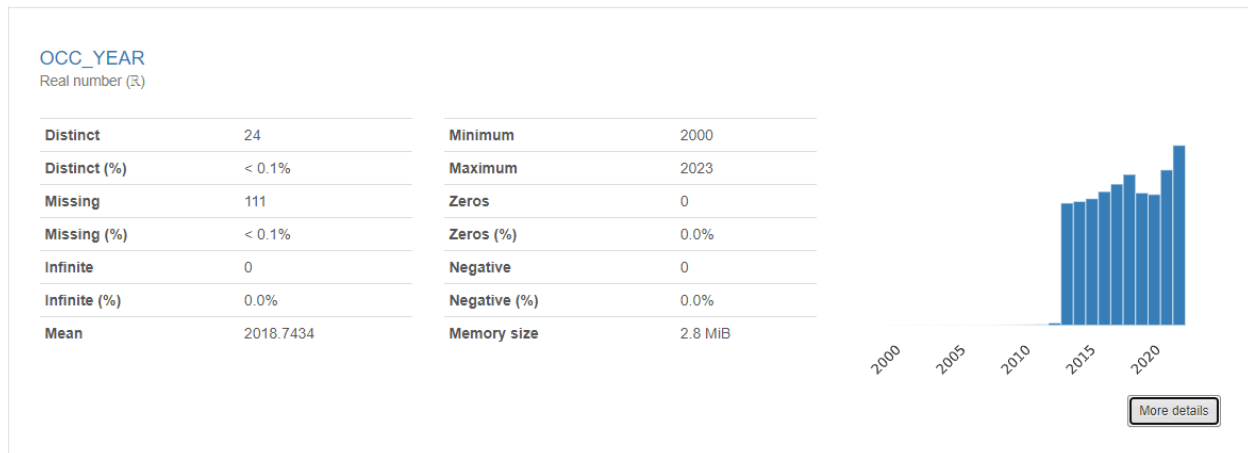 OCC_YEAR
Real number (ℝ)
Distinct 24
Distinct (%) < 0.1%
Missing 111
Missing (%) < 0.1%
Infinite 0
Infinite (%) 0.0%
Mean 2018.7434
Minimum 2000
Maximum 2023
Zeros 0
Zeros (%) 0.0%
Negative 0
Negative (%) 0.0%
Memory size 2.8 MiB
2000 2005 2010 2015 2020
More details